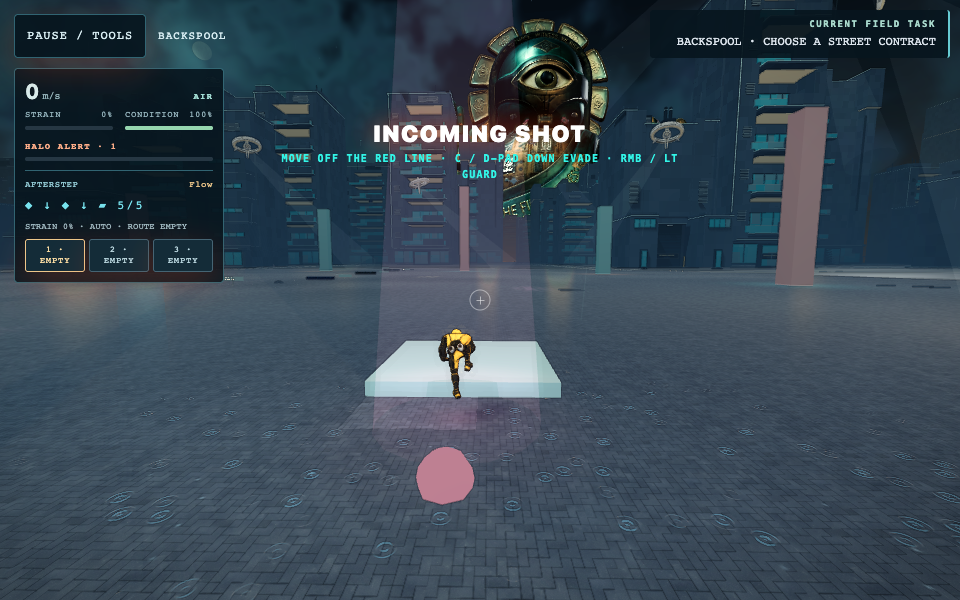 PAUSE / TOOLS
BACKSPOOL
CURRENT FIELD TASK
BACKSPOOL · CHOOSE A STREET CONTRACT
0 m/s
AIR
STRAIN 0%
CONDITION 100%
HALO ALERT · 1
AFTERSTEP
Flow
5/5
STRAIN 0% · AUTO · ROUTE EMPTY
1 · EMPTY
2 · EMPTY
3 · EMPTY
INCOMING SHOT
MOVE OFF THE RED LINE · C / D-PAD DOWN EVADE · RMB / LT
GUARD